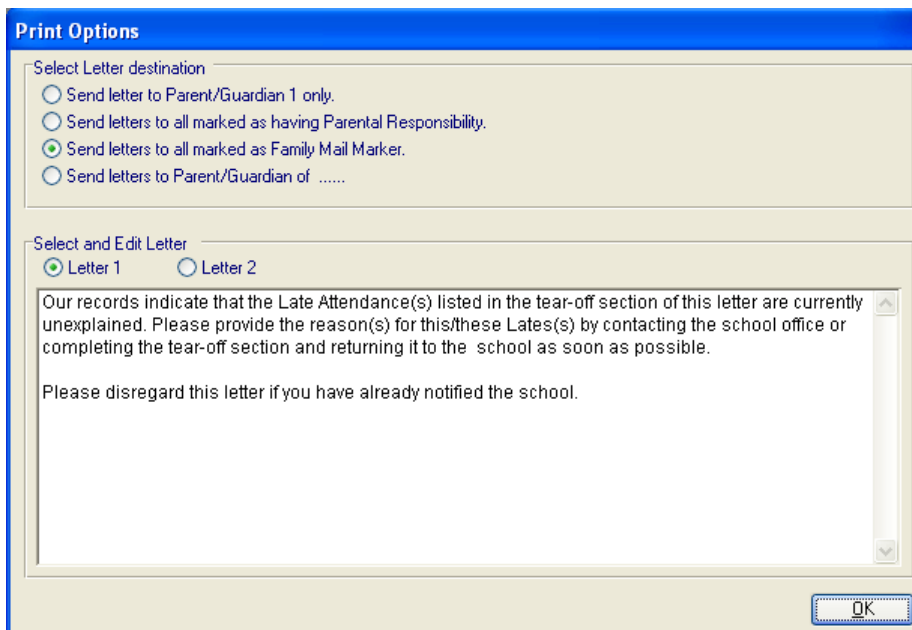 Print Options
Select Letter destination
Send letter to Parent/Guardian 1 only.
Send letters to all marked as having Parental Responsibility.
Send letters to all marked as Family Mail Marker.
Send letters to Parent/Guardian of ......
Select and Edit Letter
Letter 1 Letter 2
Our records indicate that the Late Attendance(s) listed in the tear-off section of this letter are currently
unexplained. Please provide the reason(s) for this/these Lates(s) by contacting the school office or
completing the tear-off section and returning it to the  school as soon as possible.
Please disregard this letter if you have already notified the school.
OK